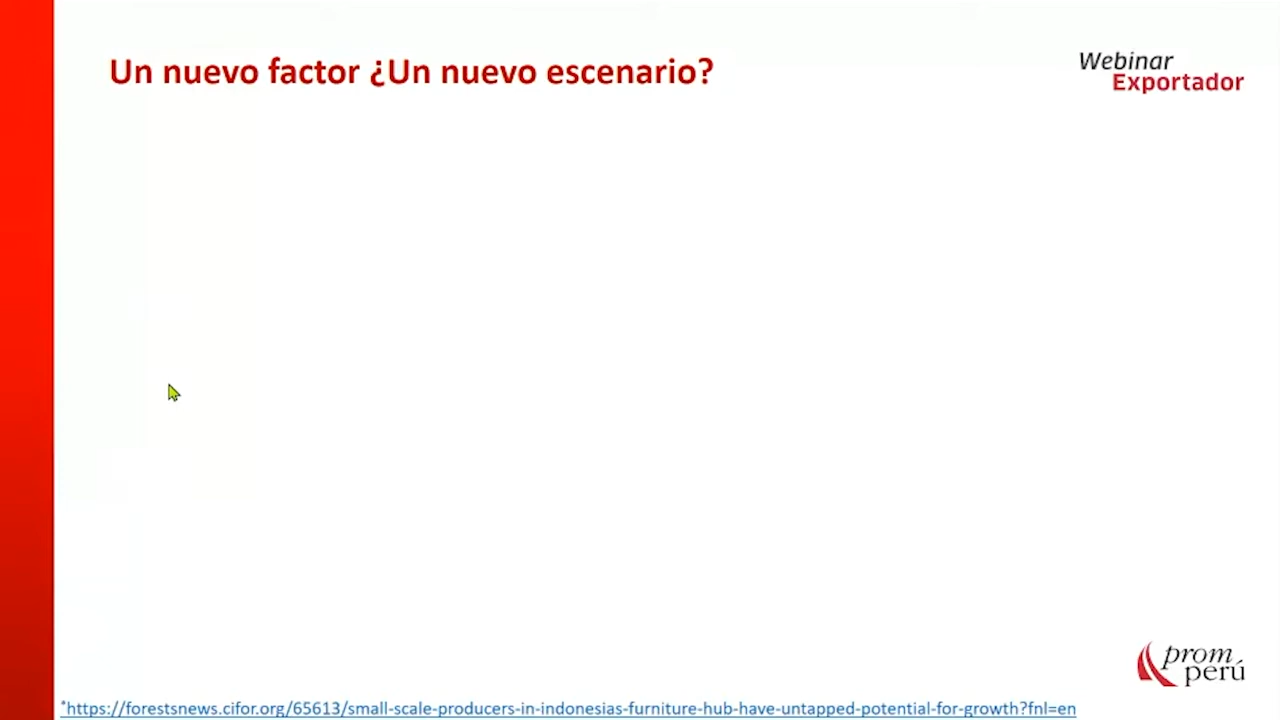 Un nuevo factor ¿Un nuevo escenario?
Webinar
Exportador
prom
perú
*https://forestsnews.cifor.org/65613/small-scale-producers-in-indonesias-furniture-hub-have-untapped-potential-for-growth?fnl=en